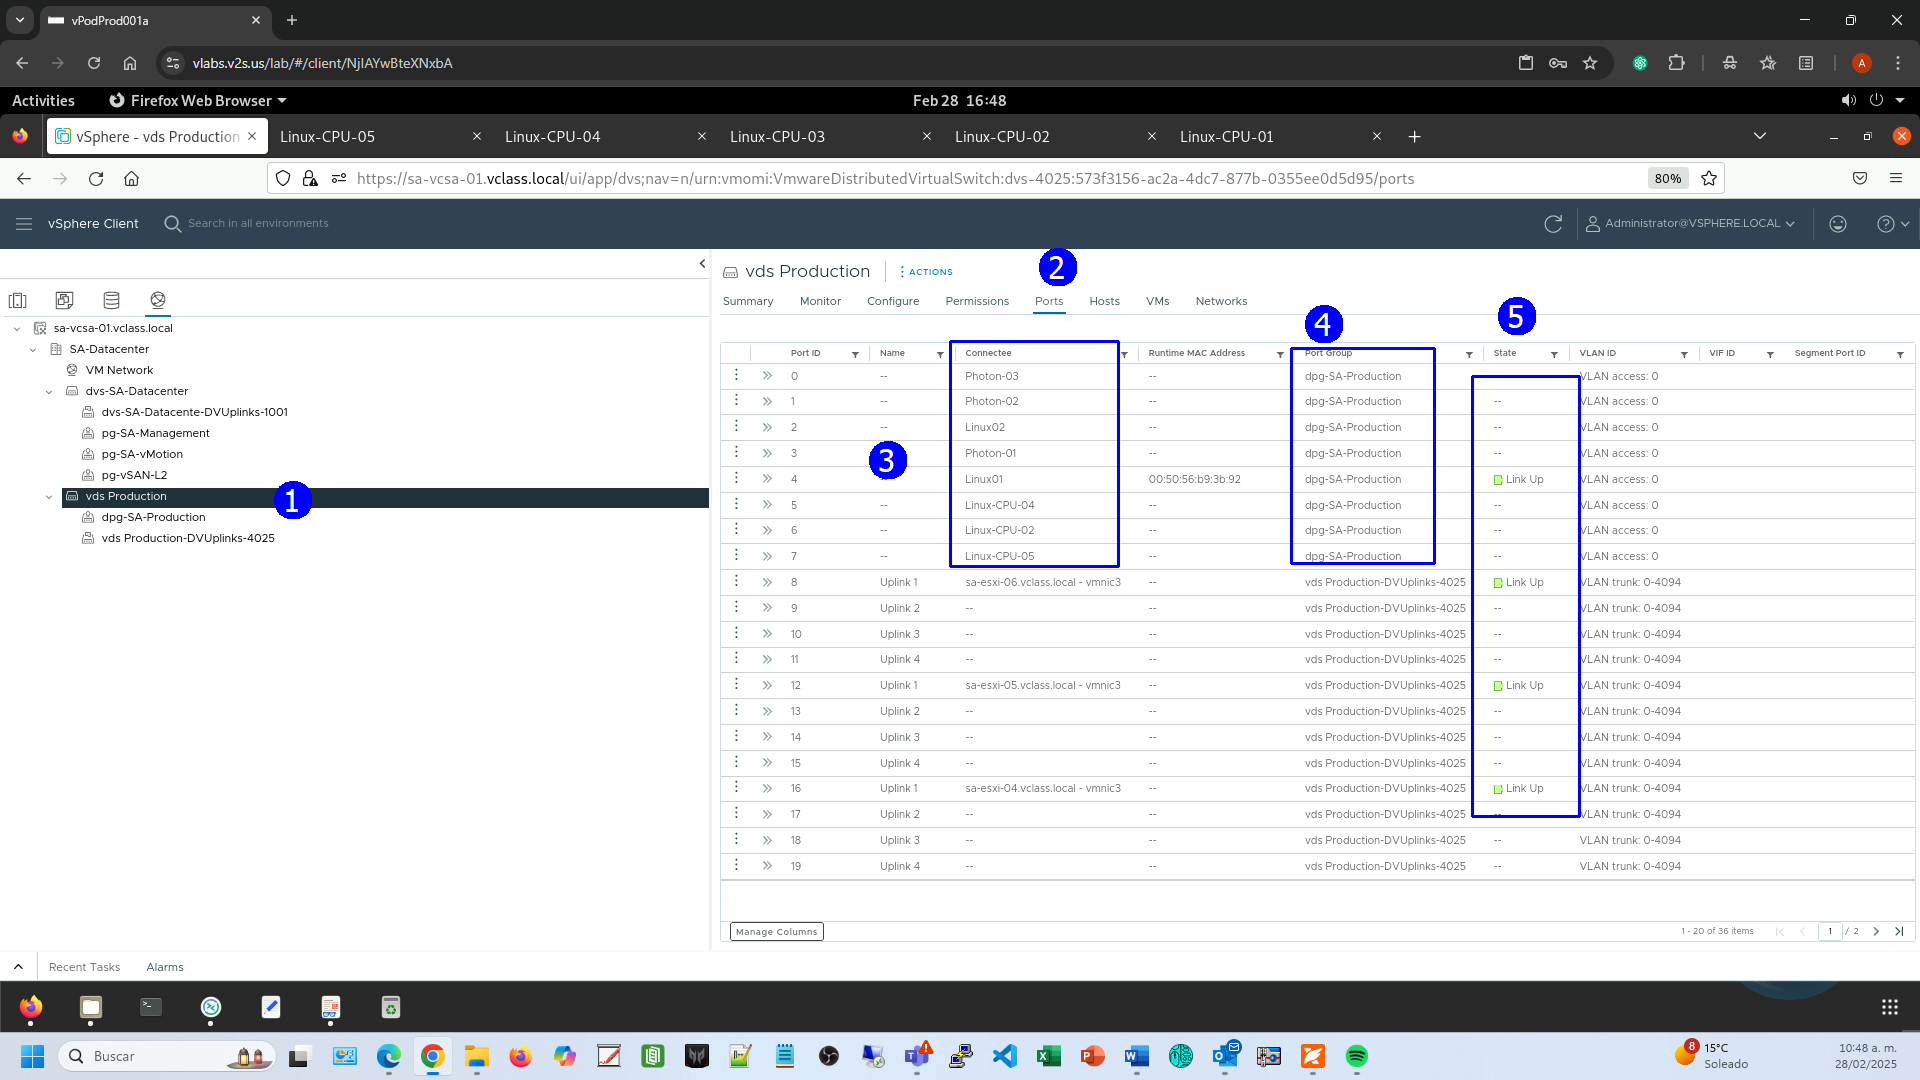 vPodProd001a
vlabs.v2s.us/lab/#/client/NjIAYwBteXNxbA
A
Activities Firefox Web Browser Feb 28 16:48
vSphere - vds Production Linux-CPU-05 Linux-CPU-04 Linux-CPU-03 Linux-CPU-02 Linux-CPU-01
https://sa-vcsa-01.vclass.local/ui/app/dvs;nav=n/urn:vmomi:VmwareDistributedVirtualSwitch:dvs-4025:573f3156-ac2a-4dc7-877b-0355ee0d5d95/ports 80%
vSphere Client Search in all environments Administrator@VSPHERE.LOCAL
sa-vcsa-01.vclass.local
SA-Datacenter
VM Network
dvs-SA-Datacenter
dvs-SA-Datacente-DVUplinks-1001
pg-SA-Management
pg-SA-vMotion
pg-vSAN-L2
vds Production 1
dpg-SA-Production
vds Production-DVUplinks-4025
vds Production ACTIONS 2
Summary Monitor Configure Permissions Ports Hosts VMs Networks
3 4 5
Port ID Name Connectee Runtime MAC Address Port Group State VLAN ID VIF ID Segment Port ID
0 -- Photon-03 -- dpg-SA-Production VLAN access: 0
1 -- Photon-02 -- dpg-SA-Production -- VLAN access: 0
2 -- Linux02 -- dpg-SA-Production -- VLAN access: 0
3 -- Photon-01 -- dpg-SA-Production -- VLAN access: 0
4 -- Linux01 00:50:56:b9:3b:92 dpg-SA-Production Link Up VLAN access: 0
5 -- Linux-CPU-04 -- dpg-SA-Production -- VLAN access: 0
6 -- Linux-CPU-02 -- dpg-SA-Production -- VLAN access: 0
7 -- Linux-CPU-05 -- dpg-SA-Production -- VLAN access: 0
8 Uplink 1 sa-esxi-06.vclass.local - vmnic3 -- vds Production-DVUplinks-4025 Link Up VLAN trunk: 0-4094
9 Uplink 2 -- -- vds Production-DVUplinks-4025 -- VLAN trunk: 0-4094
10 Uplink 3 -- -- vds Production-DVUplinks-4025 -- VLAN trunk: 0-4094
11 Uplink 4 -- -- vds Production-DVUplinks-4025 -- VLAN trunk: 0-4094
12 Uplink 1 sa-esxi-05.vclass.local - vmnic3 -- vds Production-DVUplinks-4025 Link Up VLAN trunk: 0-4094
13 Uplink 2 -- -- vds Production-DVUplinks-4025 -- VLAN trunk: 0-4094
14 Uplink 3 -- -- vds Production-DVUplinks-4025 -- VLAN trunk: 0-4094
15 Uplink 4 -- -- vds Production-DVUplinks-4025 -- VLAN trunk: 0-4094
16 Uplink 1 sa-esxi-04.vclass.local - vmnic3 -- vds Production-DVUplinks-4025 Link Up VLAN trunk: 0-4094
17 Uplink 2 -- -- vds Production-DVUplinks-4025 -- VLAN trunk: 0-4094
18 Uplink 3 -- -- vds Production-DVUplinks-4025 -- VLAN trunk: 0-4094
19 Uplink 4 -- -- vds Production-DVUplinks-4025 -- VLAN trunk: 0-4094
Manage Columns 1 - 20 of 36 items 1 / 2
Recent Tasks Alarms
Buscar
8 15°C
Soleado
10:48 a. m.
28/02/2025